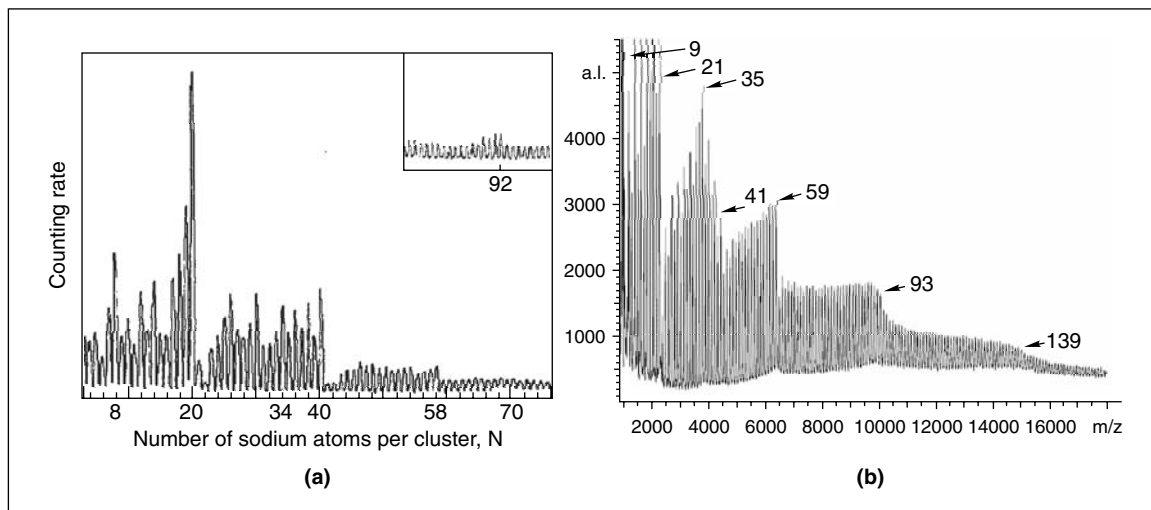 Counting rate
92
8 20 34 40 58 70
Number of sodium atoms per cluster, N
(a)
a.l.
4000
3000
2000
1000
9
21
35
41
59
93
139
2000 4000 6000 8000 10000 12000 14000 16000 m/z
(b)